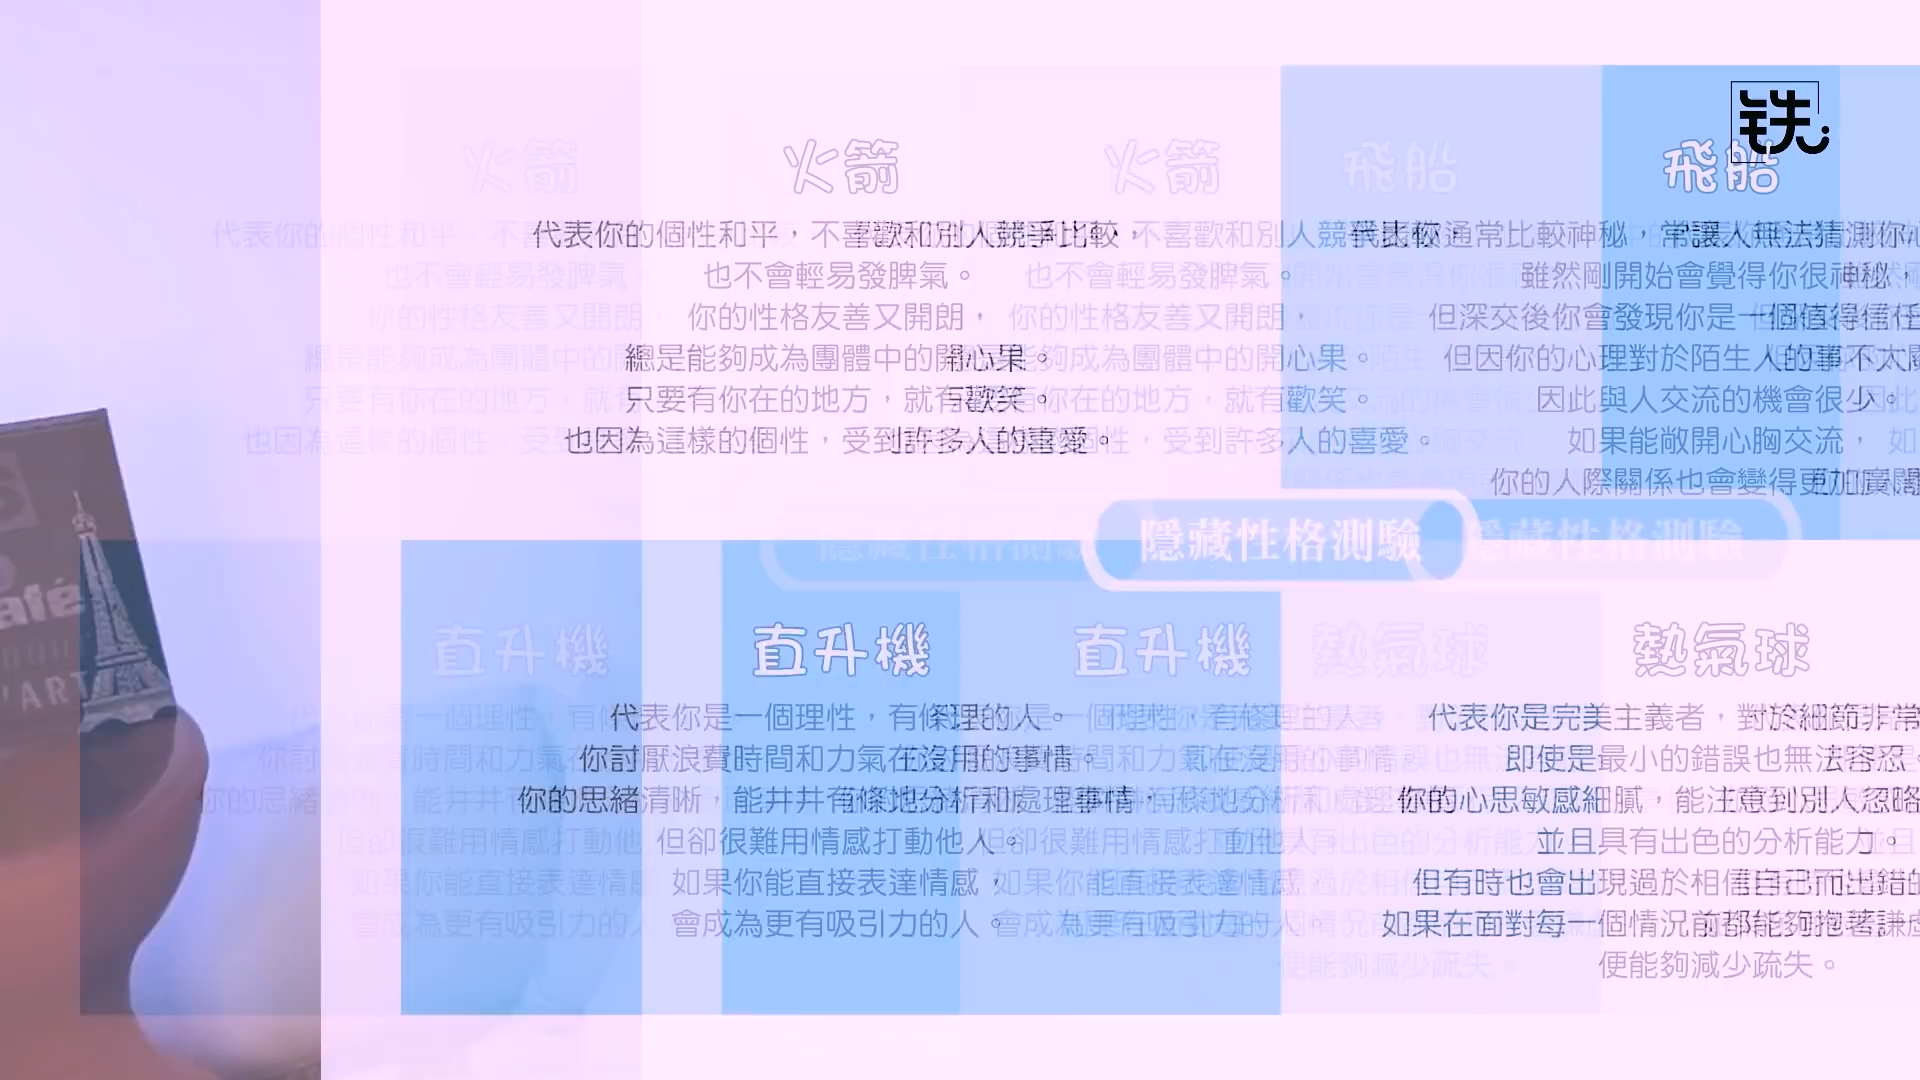 铣
火箭
代表你的個性和平，不喜歡和別人競爭比較，
也不會輕易發脾氣。
你的性格友善又開朗，
總是能夠成為團體中的開心果。
只要有你在的地方，就有歡笑。
也因為這樣的個性，受到許多人的喜愛。
飛船
通常比較神秘，常讓人無法猜測你
雖然剛開始會覺得你很神秘，
但深交後你會發現你是一個值得信任
但因你的心理對於陌生人的事不太
因此與人交流的機會很少。
如果能敞開心胸交流，
你的人際關係也會變得更加廣闊
隱藏性格測驗
直升機
代表你是一個理性，有條理的人。
你討厭浪費時間和力氣在沒用的事情。
你的思緒清晰，能井井有條地分析和處理事情，
但卻很難用情感打動他人。
如果你能直接表達情感，
會成為更有吸引力的人。
熱氣球
代表你是完美主義者，對於細節非常
即使是最小的錯誤也無法容忍。
你的心思敏感細膩，能注意到別人忽略
並且具有出色的分析能力。
但有時也會出現過於相信自己而出錯的
如果在面對每一個情況前都能夠抱著謙虛
便能夠減少疏失。
afé
'ART